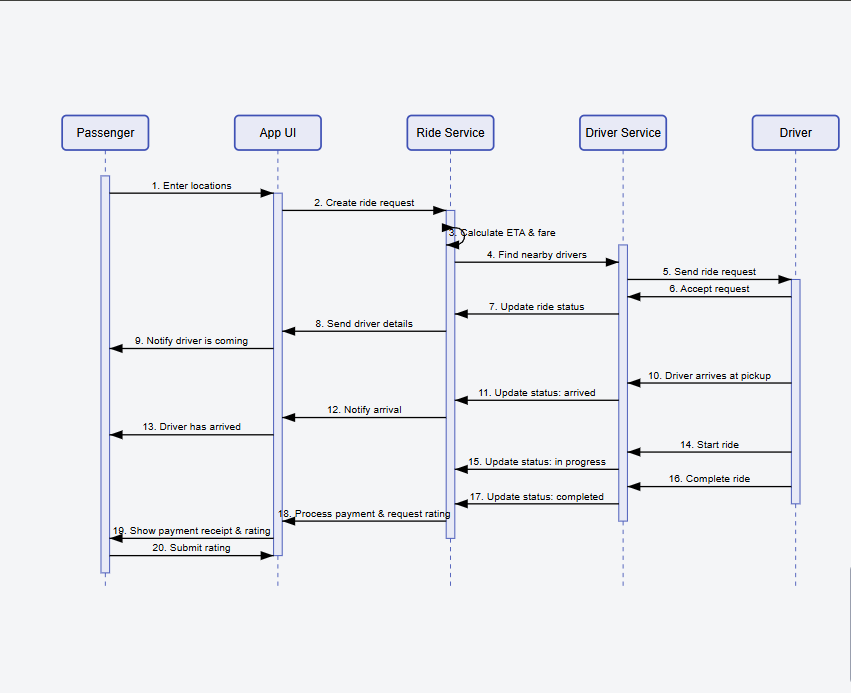 Passenger
App UI
Ride Service
Driver Service
Driver
1. Enter locations
2. Create ride request
3. Calculate ETA & fare
4. Find nearby drivers
5. Send ride request
6. Accept request
7. Update ride status
8. Send driver details
9. Notify driver is coming
10. Driver arrives at pickup
11. Update status: arrived
12. Notify arrival
13. Driver has arrived
14. Start ride
15. Update status: in progress
16. Complete ride
17. Update status: completed
18. Process payment & request rating
19. Show payment receipt & rating
20. Submit rating